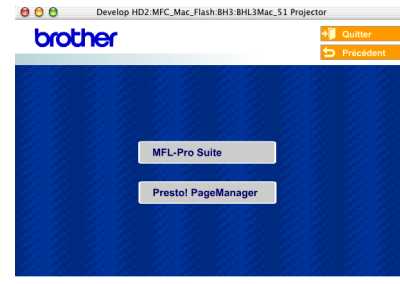 Develop HD2:MFC_Mac_Flash:BH3:BHL3Mac_51 Projector
brother
Quitter
Précédent
MFL-Pro Suite
Presto! PageManager